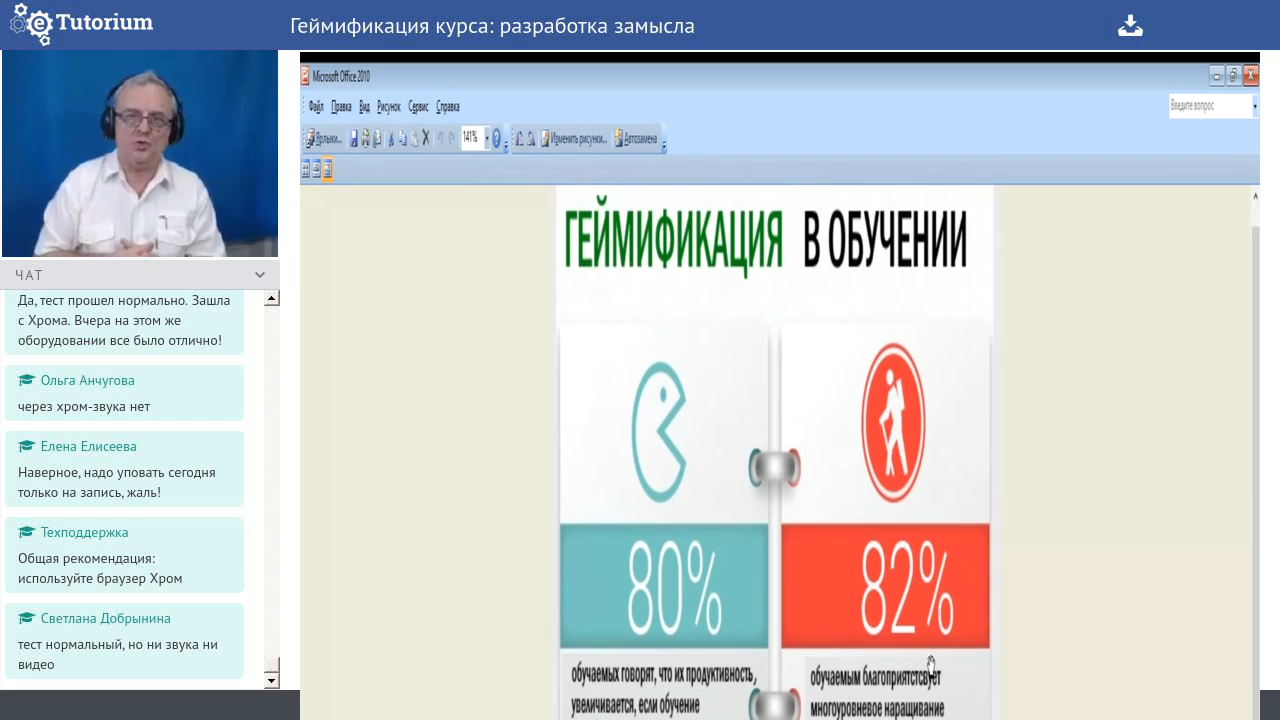 e Tutorium
Геймификация курса: разработка замысла
ЧАТ
Да, тест прошел нормально. Зашла
с Хрома. Вчера на этом же
оборудовании все было отлично!
Ольга Анчугова
через хром-звука нет
Елена Елисеева
Наверное, надо уповать сегодня
только на запись, жаль!
Техподдержка
Общая рекомендация:
используйте браузер Хром
Светлана Добрынина
тест нормальный, но ни звука ни
видео
Microsoft Office 2010
Файл Правка Вид Рисунок Сервис Справка
Введите вопрос
Ярлыки... 141% Изменить рисунки... Автозамена
ГЕЙМИФИКАЦИЯ В ОБУЧЕНИИ
80%
обучаемых говорят, что их продуктивность,
увеличивается, если обучение
82%
обучаемым благоприятстсвует
многоуровневое наращивание